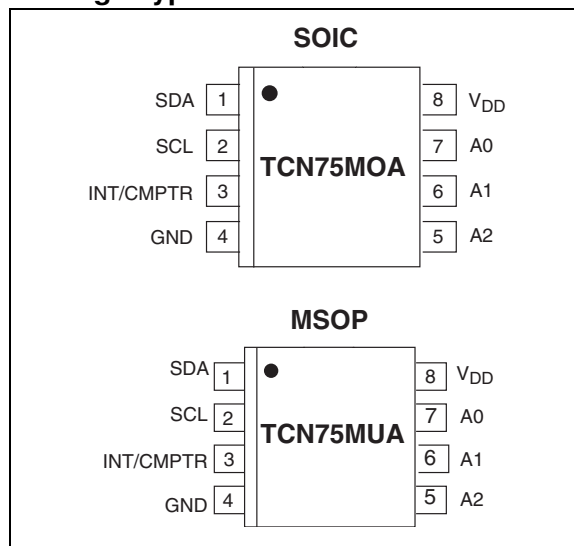 SOIC
SDA 1 8 VDD
SCL 2 7 A0
TCN75MOA
INT/CMPTR 3 6 A1
GND 4 5 A2
MSOP
SDA 1 8 VDD
SCL 2 7 A0
TCN75MUA
INT/CMPTR 3 6 A1
GND 4 5 A2